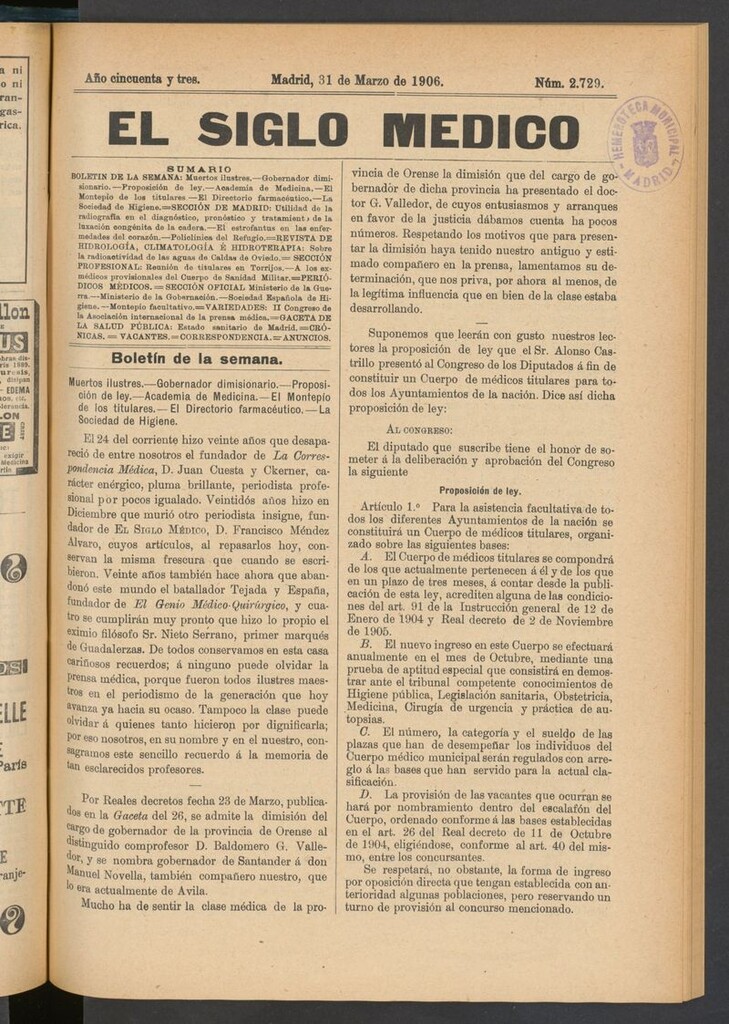 Año cincuenta y tres.
Madrid, 31 de Marzo de 1906.
Núm. 2.729.
EL SIGLO MEDICO
HEMEROTECA MUNICIPAL
MADRID
SUMARIO
BOLETIN DE LA SEMANA: Muertos ilustres.—Gobernador dimi-
sionario.—Proposición de ley.—Academia de Medicina.—El
Montepío de los titulares —El Directorio farmacéutico.—La
Sociedad de Higiene.=SECCIÓN DE MADRID: Utilidad de la
radiografía en el diagnóstico, pronóstico y tratamiento de la
luxación congénita de la cadera.—El estrofantus en las enfer-
medades del corazón.—Policlínica del Refugio.=REVISTA DE
HIDROLOGÍA, CLIMATOLOGÍA É HIDROTERAPIA: Sobre
la radioactividad de las aguas de Caldas de Oviedo.= SECCIÓN
PROFESIONAL: Reunión de titulares en Torrijos.—A los ex-
médicos provisionales del Cuerpo de Sanidad Militar.=PERIÓ-
DICOS MÉDICOS. = SECCIÓN OFICIAL Ministerio de la Gue-
rra.—Ministerio de la Gobernación.—Sociedad Española de Hi-
giene.—Montepío facultativo.=VARIEDADES: II Congreso de
la Asociación internacional de la prensa médica.=GACETA DE
LA SALUD PÚBLICA: Estado sanitario de Madrid.=CRÓ-
NICAS. = VACANTES.=CORRESPONDENCIA.=ANUNCIOS.
Boletín de la semana.
Muertos ilustres.—Gobernador dimisionario.—Proposi-
ción de ley.—Academia de Medicina.—El Montepío
de los titulares.— El Directorio farmacéutico.—La
Sociedad de Higiene.
El 24 del corriente hizo veinte años que desapa-
reció de entre nosotros el fundador de La Corres-
pondencia Médica, D. Juan Cuesta y Ckerner, ca-
rácter enérgico, pluma brillante, periodista profe-
sional por pocos igualado. Veintidós años hizo en
Diciembre que murió otro periodista insigne, fun-
dador de EL SIGLO MÉDICO, D. Francisco Méndez
Alvaro, cuyos artículos, al repasarlos hoy, con-
servan la misma frescura que cuando se escri-
bieron. Veinte años también hace ahora que aban-
donó este mundo el batallador Tejada y España,
fundador de El Genio Médico-Quirúrgico, y cua-
tro se cumplirán muy pronto que hizo lo propio el
eximio filósofo Sr. Nieto Serrano, primer marqués
de Guadalerzas. De todos conservamos en esta casa
cariñosos recuerdos; á ninguno puede olvidar la
prensa médica, porque fueron todos ilustres maes-
tros en el periodismo de la generación que hoy
avanza ya hacia su ocaso. Tampoco la clase puede
olvidar á quienes tanto hicieron por dignificarla;
por eso nosotros, en su nombre y en el nuestro, con-
sagramos este sencillo recuerdo á la memoria de
tan esclarecidos profesores.
Por Reales decretos fecha 23 de Marzo, publica-
dos en la Gaceta del 26, se admite la dimisión del
cargo de gobernador de la provincia de Orense al
distinguido comprofesor D. Baldomero G. Valle-
dor, y se nombra gobernador de Santander á don
Manuel Novella, también compañero nuestro, que
lo era actualmente de Avila.
Mucho ha de sentir la clase médica de la pro-
vincia de Orense la dimisión que del cargo de go-
bernador de dicha provincia ha presentado el doc-
tor G. Valledor, de cuyos entusiasmos y arranques
en favor de la justicia dábamos cuenta ha pocos
números. Respetando los motivos que para presen-
tar la dimisión haya tenido nuestro antiguo y esti-
mado compañero en la prensa, lamentamos su de-
terminación, que nos priva, por ahora al menos, de
la legítima influencia que en bien de la clase estaba
desarrollando.
Suponemos que leerán con gusto nuestros lec-
tores la proposición de ley que el Sr. Alonso Cas-
trillo presentó al Congreso de los Diputados á fin de
constituir un Cuerpo de médicos titulares para to-
dos los Ayuntamientos de la nación. Dice así dicha
proposición de ley:
AL CONGRESO:
El diputado que suscribe tiene el honor de so-
meter á la deliberación y aprobación del Congreso
la siguiente
Proposición de ley.
Artículo 1.º Para la asistencia facultativa de to-
dos los diferentes Ayuntamientos de la nación se
constituirá un Cuerpo de médicos titulares, organi-
zado sobre las siguientes bases:
A. El Cuerpo de médicos titulares se compondrá
de los que actualmente pertenecen á él y de los que
en un plazo de tres meses, á contar desde la publi-
cación de esta ley, acrediten alguna de las condicio-
nes del art. 91 de la Instrucción general de 12 de
Enero de 1904 y Real decreto de 2 de Noviembre
de 1905.
B. El nuevo ingreso en este Cuerpo se efectuará
anualmente en el mes de Octubre, mediante una
prueba de aptitud especial que consistirá en demos-
trar ante el tribunal competente conocimientos de
Higiene pública, Legislación sanitaria, Obstetricia,
Medicina, Cirugía de urgencia y práctica de au-
topsias.
C. El número, la categoría y el sueldo de las
plazas que han de desempeñar los individuos del
Cuerpo médico municipal serán regulados con arre-
glo á las bases que han servido para la actual cla-
sificación.
D. La provisión de las vacantes que ocurran se
hará por nombramiento dentro del escalafón del
Cuerpo, ordenado conforme á las bases establecidas
en el art. 26 del Real decreto de 11 de Octubre
de 1904, eligiéndose, conforme al art. 40 del mis-
mo, entre los concursantes.
Se respetará, no obstante, la forma de ingreso
por oposición directa que tengan establecida con an-
terioridad algunas poblaciones, pero reservando un
turno de provisión al concurso mencionado.